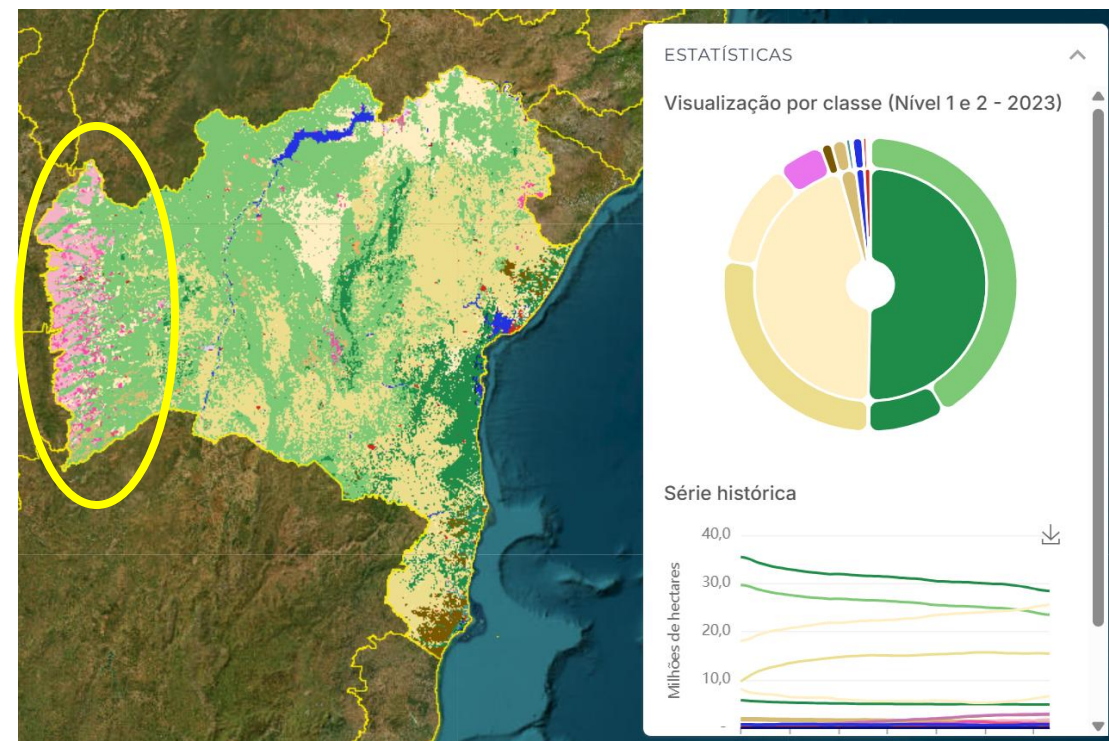 ESTATÍSTICAS
Visualização por classe (Nível 1 e 2 - 2023)
Série histórica
40,0
30,0
20,0
10,0
-
Milhões de hectares